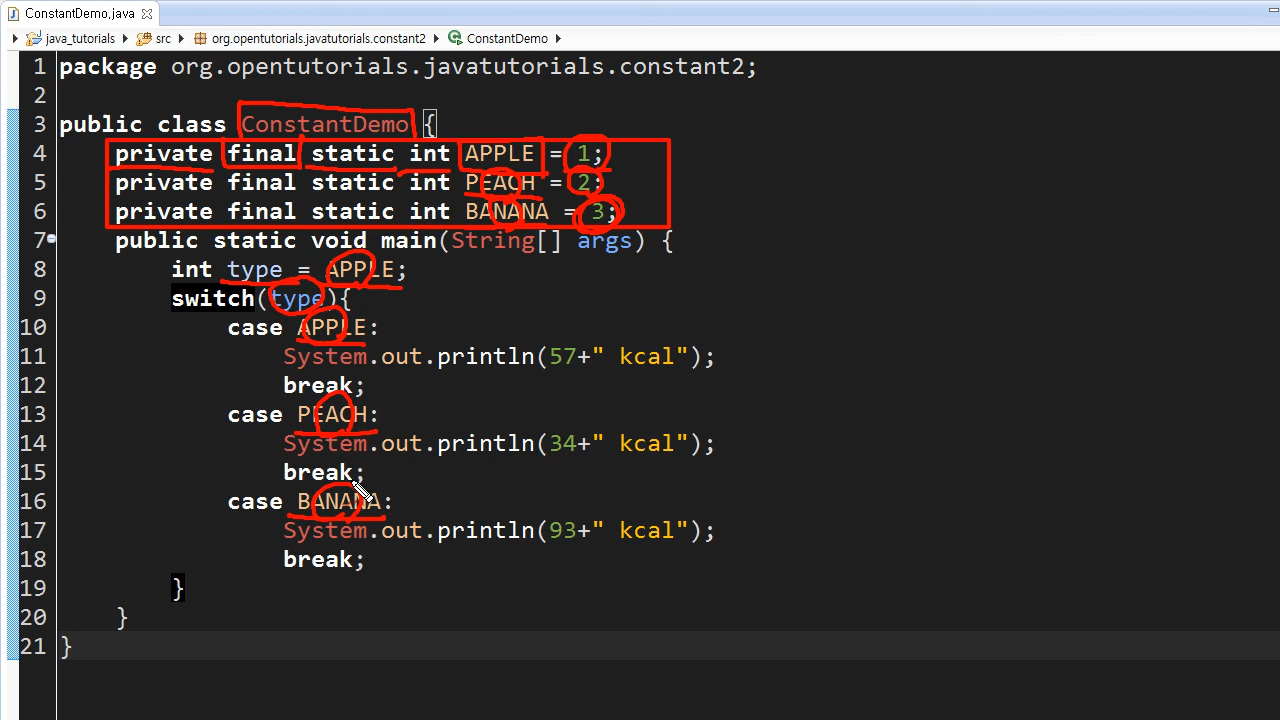 ConstantDemo.java
java_tutorials src org.opentutorials.javatutorials.constant2 ConstantDemo
1 package org.opentutorials.javatutorials.constant2;
2
3 public class ConstantDemo {
4 private final static int APPLE = 1;
5 private final static int PEACH = 2;
6 private final static int BANANA = 3;
7 public static void main(String[] args) {
8 int type = APPLE;
9 switch(type){
10 case APPLE:
11 System.out.println(57+" kcal");
12 break;
13 case PEACH:
14 System.out.println(34+" kcal");
15 break;
16 case BANANA:
17 System.out.println(93+" kcal");
18 break;
19 }
20 }
21 }